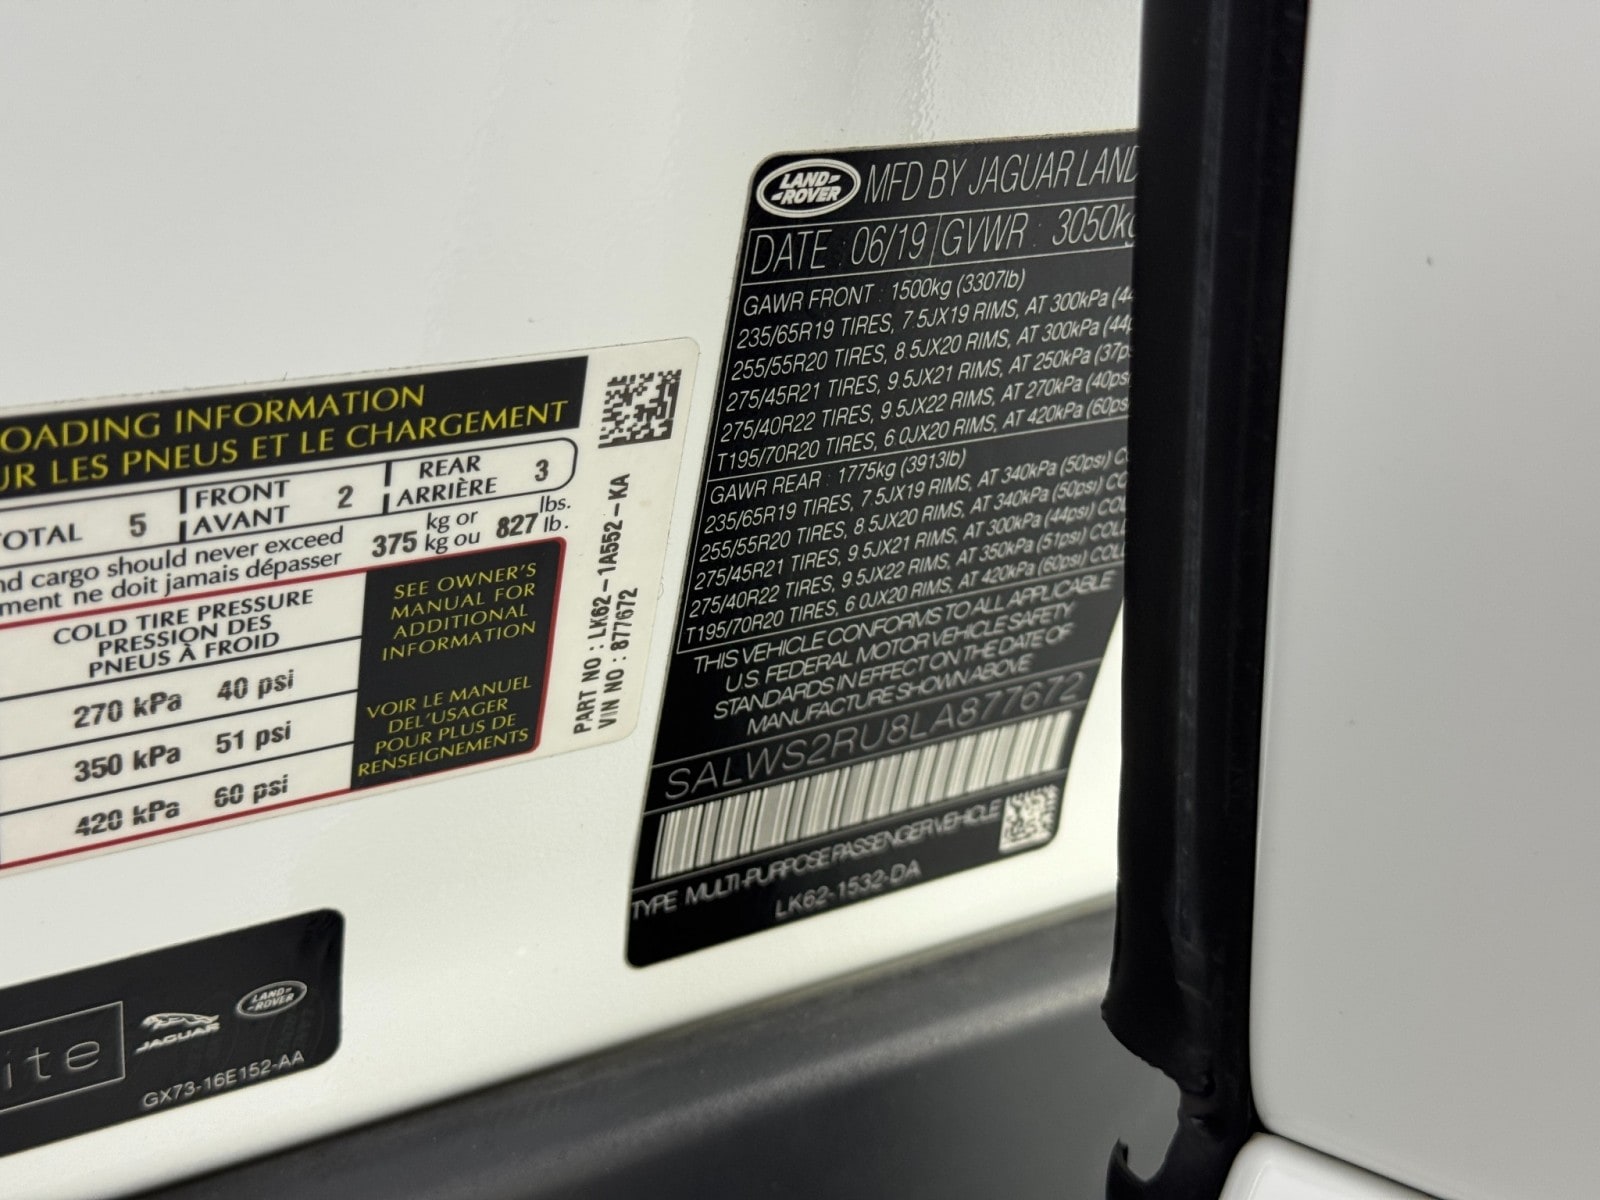 OADING INFORMATION
UR LES PNEUS ET LE CHARGEMENT
OTAL 5 FRONT AVANT 2 REAR ARRIÈRE 3
nd cargo should never exceed 375 kg or 827 lbs.
ment ne doit jamais dépasser kg ou lb.
COLD TIRE PRESSURE
PRESSION DES
PNEUS À FROID
270 kPa 40 psi
350 kPa 51 psi
420 kPa 60 psi
SEE OWNER'S
MANUAL FOR
ADDITIONAL
INFORMATION
VOIR LE MANUEL
DEL'USAGER
POUR PLUS DE
RENSEIGNEMENTS
PART NO : LK62-1A552-KA
VIN NO : 877672
LAND-
-ROVER
MFD BY JAGUAR LAND
DATE : 06/19 GVWR : 3050kg
GAWR FRONT : 1500kg (3307lb)
235/65R19 TIRES, 7.5JX19 RIMS, AT 300kPa (44
255/55R20 TIRES, 8.5JX20 RIMS, AT 300kPa (44p
275/45R21 TIRES, 9.5JX21 RIMS, AT 250kPa (37p
275/40R22 TIRES, 9.5JX22 RIMS, AT 270kPa (40psi
T195/70R20 TIRES, 6.0JX20 RIMS, AT 420kPa (60psi
GAWR REAR : 1775kg (3913lb)
235/65R19 TIRES, 7.5JX19 RIMS, AT 340kPa (50psi) C
255/55R20 TIRES, 8.5JX20 RIMS, AT 340kPa (50psi) CO
275/45R21 TIRES, 9.5JX21 RIMS, AT 300kPa (44psi) CO
275/40R22 TIRES, 9.5JX22 RIMS, AT 350kPa (51psi) COL
T195/70R20 TIRES, 6.0JX20 RIMS, AT 420kPa (60psi) COL
THIS VEHICLE CONFORMS TO ALL APPLICABLE
U.S. FEDERAL MOTOR VEHICLE SAFETY
STANDARDS IN EFFECT ON THE DATE OF
MANUFACTURE SHOWN ABOVE
SALWS2RU8LA877672
TYPE MULTI-PURPOSE PASSENGER VEHICLE
LK62-1532-DA
ite
JAGUAR
LAND-
-ROVER
GX73-16E152-AA